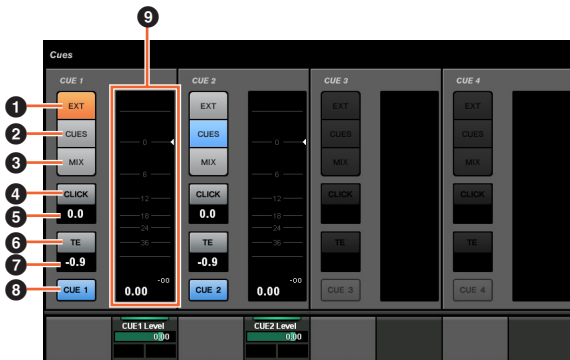 9
Cues
CUE 1 CUE 2 CUE 3 CUE 4
1 EXT EXT EXT EXT
2 CUES 0 CUES 0 CUES CUES
3 MIX MIX MIX MIX
6 6
4 CLICK 12 CLICK 12 CLICK CLICK
5 0.0 18 0.0 18
24 24
6 TE 36 TE 36 TE TE
7 -0.9 -0.9
-oo -oo
8 CUE 1 0.00 CUE 2 0.00 CUE 3 CUE 4
CUE1 Level CUE2 Level
0.00 0.00